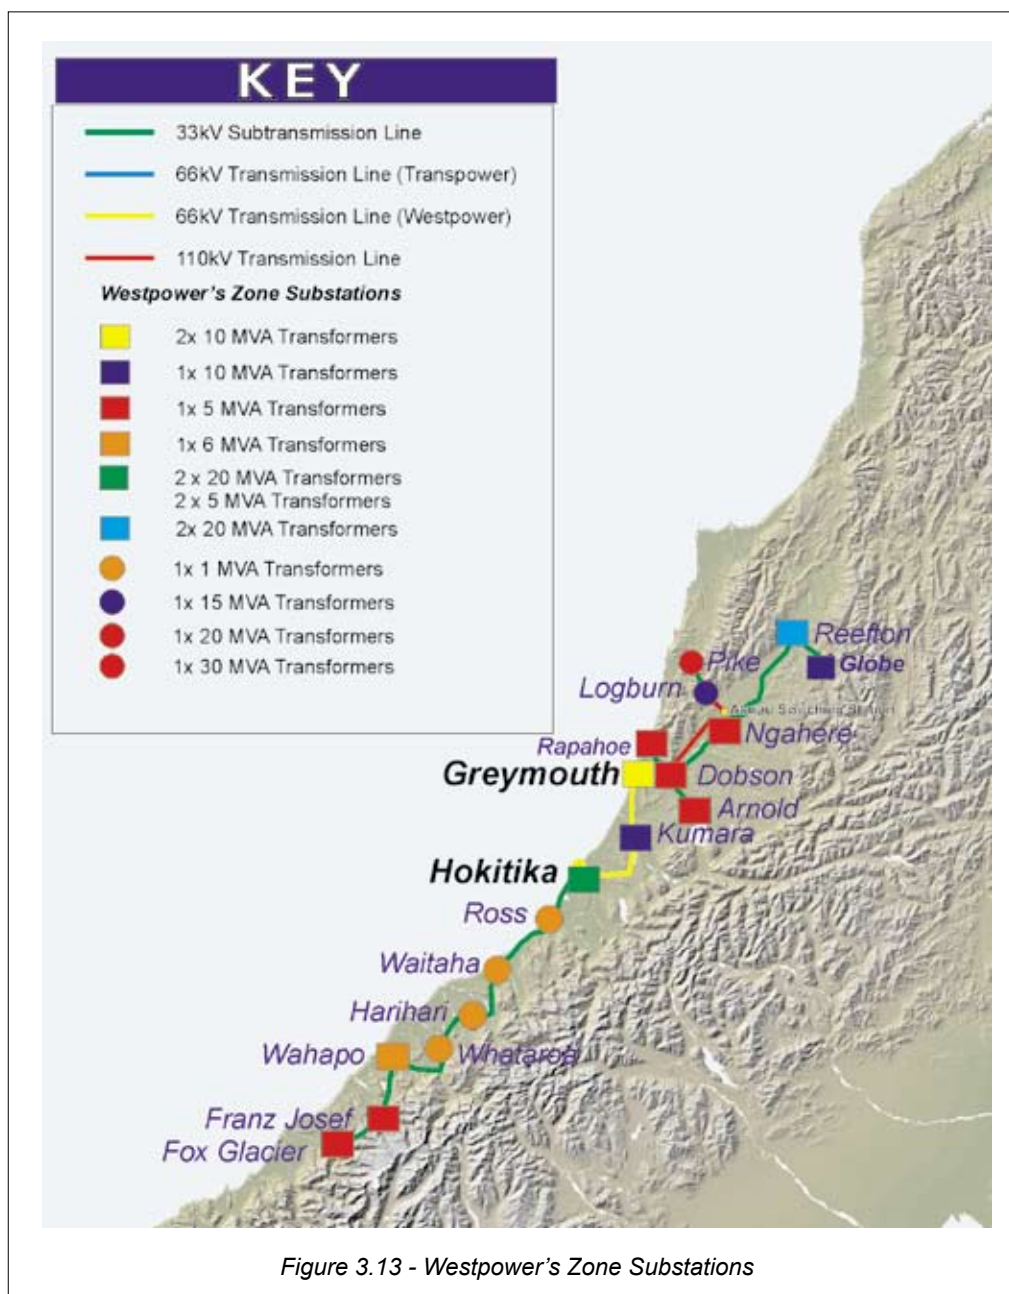 KEY
33kV Subtransmission Line
66kV Transmission Line (Transpower)
66kV Transmission Line (Westpower)
110kV Transmission Line
Westpower's Zone Substations
2x 10 MVA Transformers
1x 10 MVA Transformers
1x 5 MVA Transformers
1x 6 MVA Transformers
2 x 20 MVA Transformers
2 x 5 MVA Transformers
2x 20 MVA Transformers
1x 1 MVA Transformers
1x 15 MVA Transformers
1x 20 MVA Transformers
1x 30 MVA Transformers
Reefton
Globe
Pike
Logburn
Ngahere
Rapahoe
Greymouth
Dobson
Arnold
Kumara
Hokitika
Ross
Waitaha
Harihari
Wahapo
Whataroa
Franz Josef
Fox Glacier
Figure 3.13 - Westpower's Zone Substations